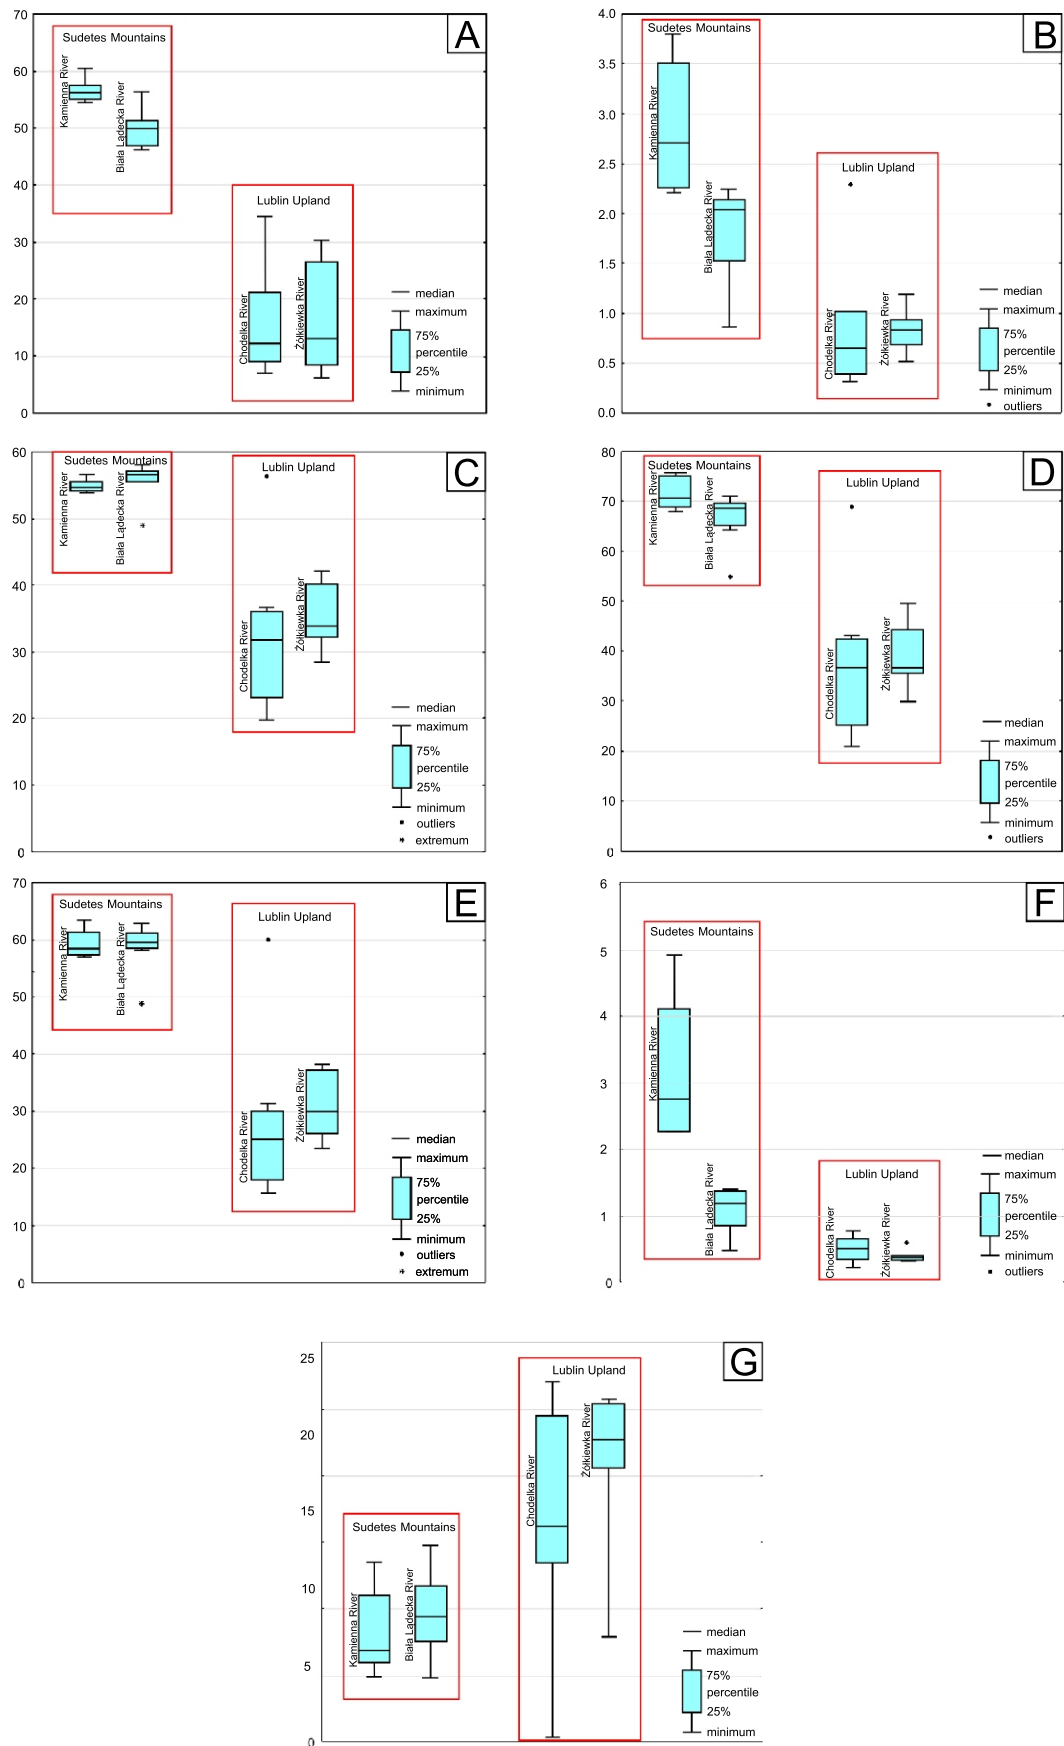 A
70
60
50
40
30
20
10
0
Sudetes Mountains
Kamienna River
Biała Lądecka River
Lublin Upland
Chodelka River
Żółkiewka River
median
maximum
75%
percentile
25%
minimum
B
4.0
3.5
3.0
2.5
2.0
1.5
1.0
0.5
0.0
Sudetes Mountains
Kamienna River
Biała Lądecka River
Lublin Upland
Chodelka River
Żółkiewka River
median
maximum
75%
percentile
25%
minimum
outliers
C
60
50
40
30
20
10
0
Sudetes Mountains
Kamienna River
Biała Lądecka River
Lublin Upland
Chodelka River
Żółkiewka River
median
maximum
75%
percentile
25%
minimum
outliers
extremum
D
80
70
60
50
40
30
20
10
0
Sudetes Mountains
Kamienna River
Biała Lądecka River
Lublin Upland
Chodelka River
Żółkiewka River
median
maximum
75%
percentile
25%
minimum
outliers
E
70
60
50
40
30
20
10
0
Sudetes Mountains
Kamienna River
Biała Lądecka River
Lublin Upland
Chodelka River
Żółkiewka River
median
maximum
75%
percentile
25%
minimum
outliers
extremum
F
6
5
4
3
2
1
0
Sudetes Mountains
Kamienna River
Biała Lądecka River
Lublin Upland
Chodelka River
Żółkiewka River
median
maximum
75%
percentile
25%
minimum
outliers
G
25
20
15
10
5
0
Sudetes Mountains
Kamienna River
Biała Lądecka River
Lublin Upland
Chodelka River
Żółkiewka River
median
maximum
75%
percentile
25%
minimum